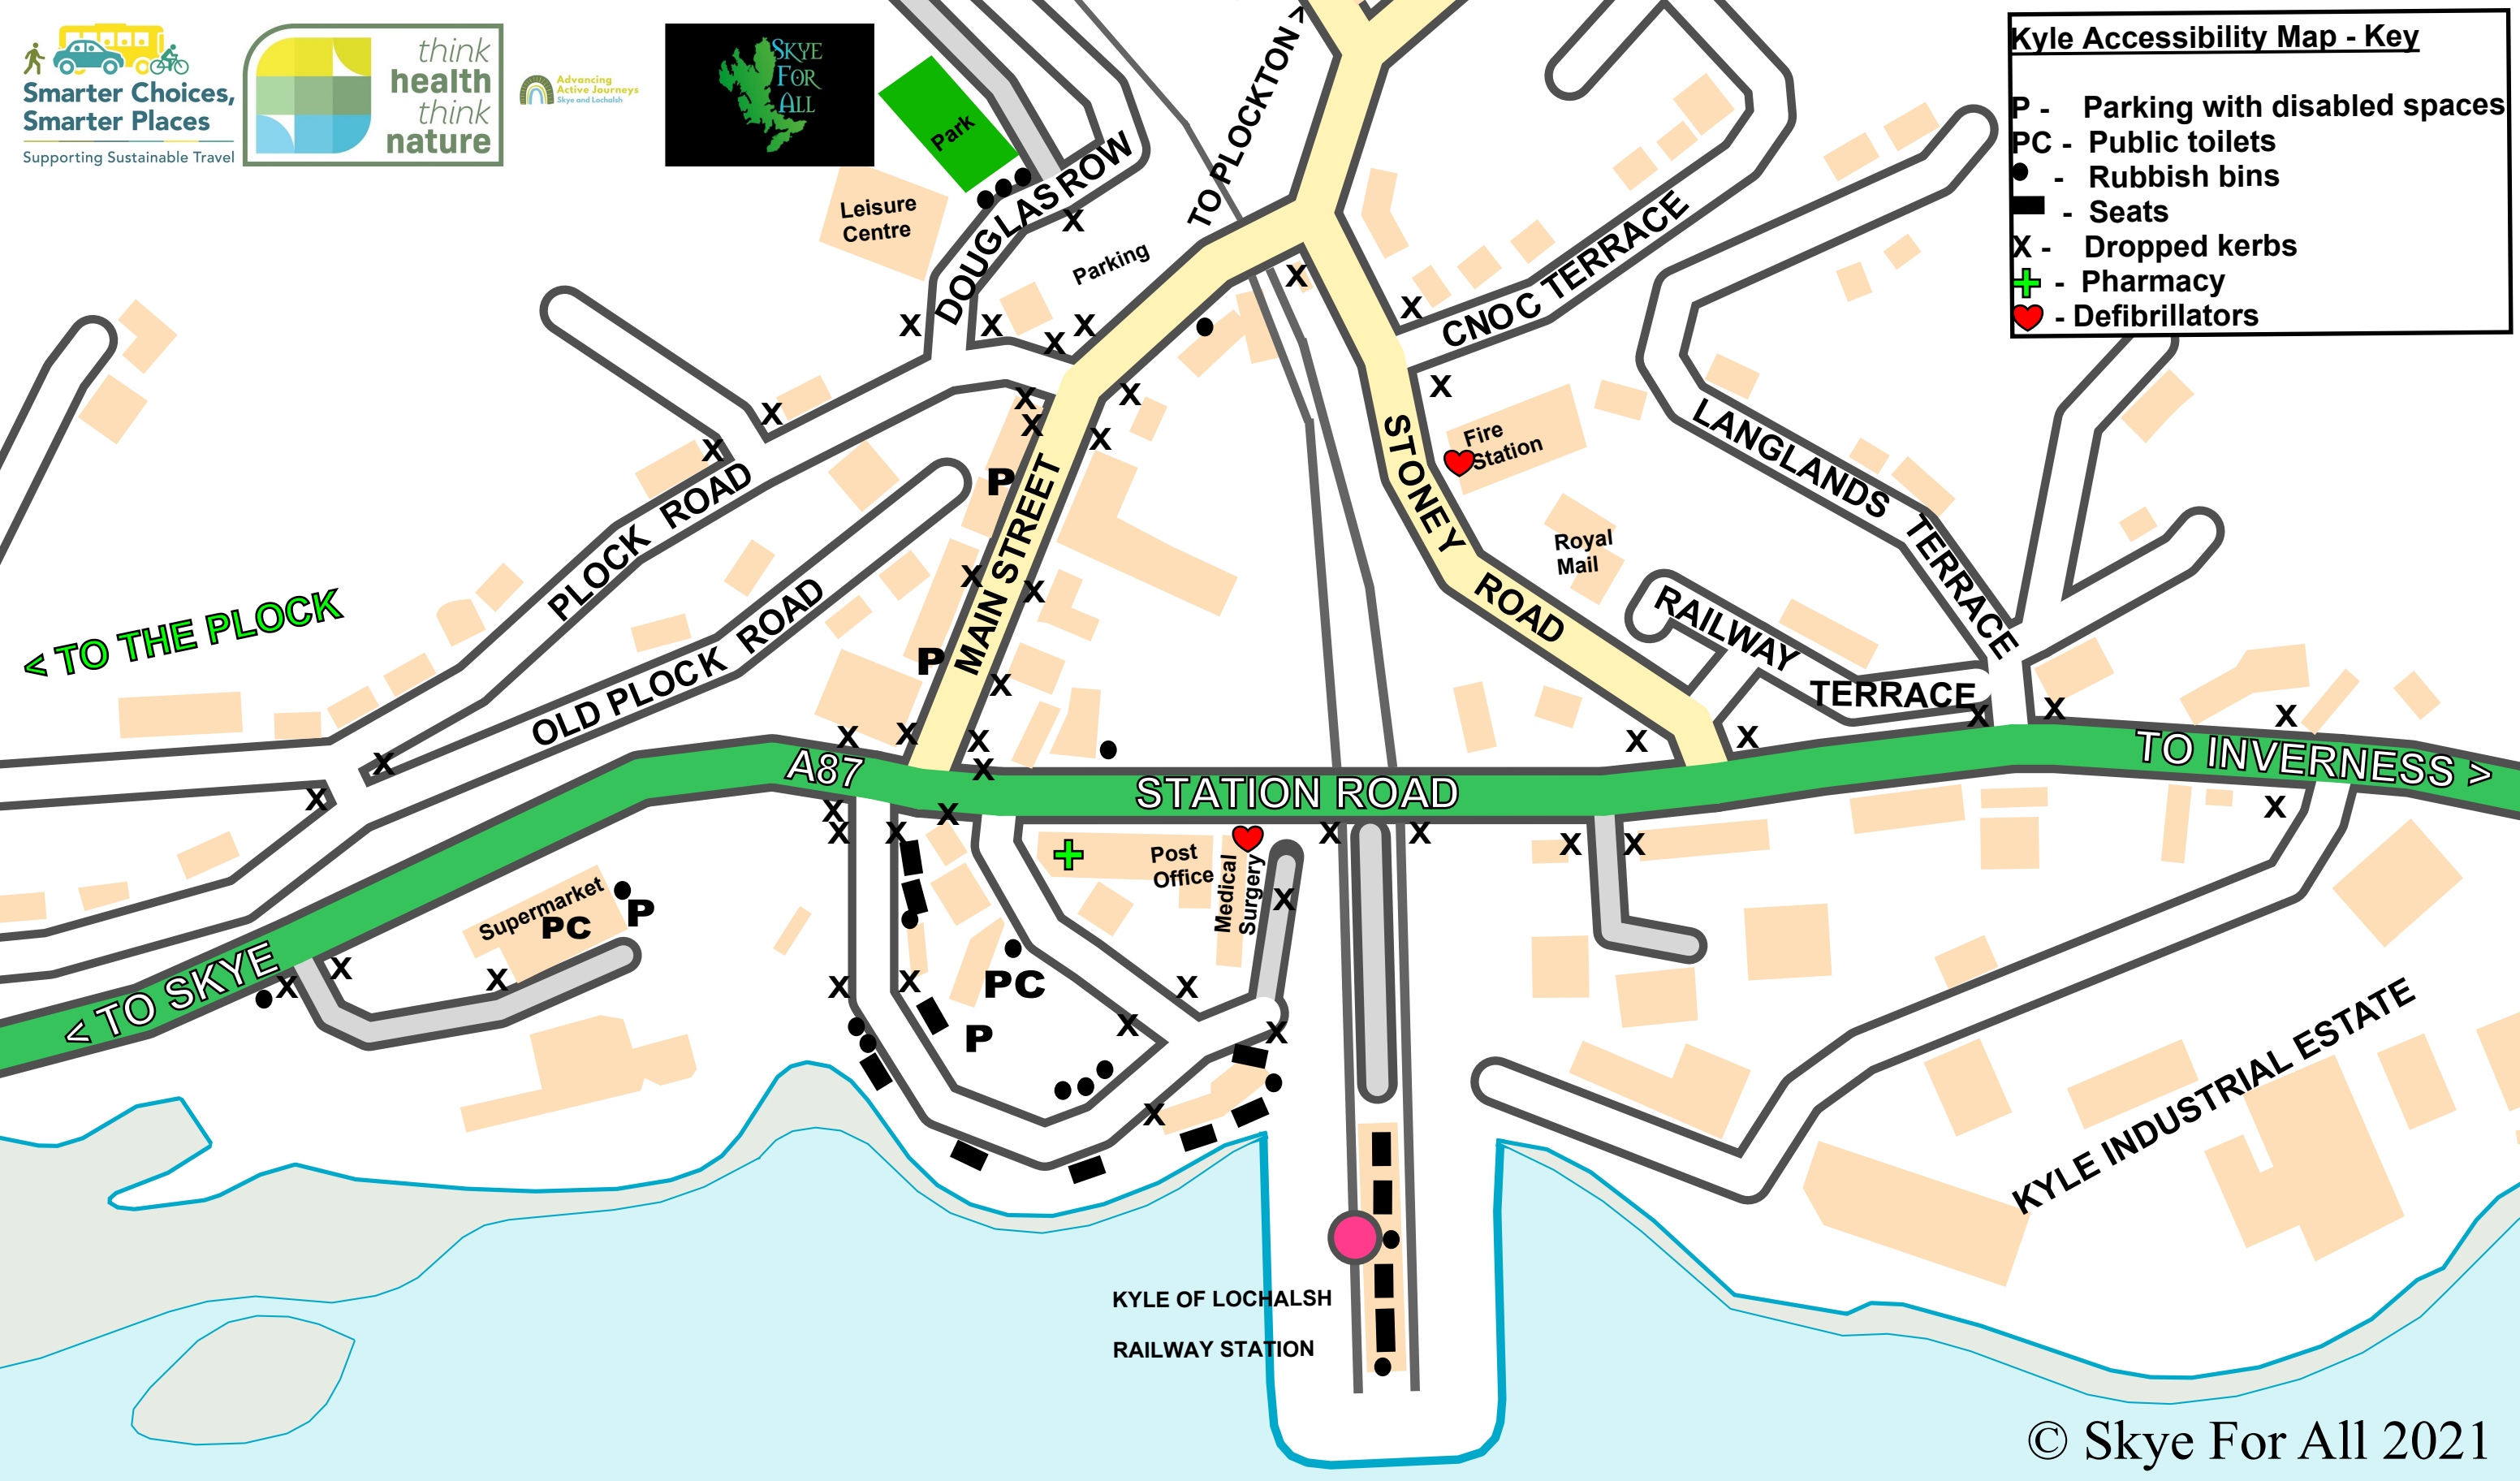 Smarter Choices,
Smarter Places
Supporting Sustainable Travel
think
health
think
nature
Advancing
Active Journeys
Skye and Lochalsh
SKYE
FOR
ALL
Kyle Accessibility Map - Key
P - Parking with disabled spaces
PC - Public toilets
- Rubbish bins
- Seats
X - Dropped kerbs
- Pharmacy
- Defibrillators
Park
Leisure
Centre
DOUGLAS ROW
Parking
TO PLOCKTON >
CNOC TERRACE
LANGLANDS TERRACE
STONEY ROAD
Fire
Station
Royal
Mail
RAILWAY
TERRACE
PLOCK ROAD
OLD PLOCK ROAD
MAIN STREET
P
P
< TO THE PLOCK
A87
STATION ROAD
TO INVERNESS >
< TO SKYE
Supermarket
PC
P
Post
Office
Medical
Surgery
PC
P
KYLE INDUSTRIAL ESTATE
KYLE OF LOCHALSH
RAILWAY STATION
© Skye For All 2021